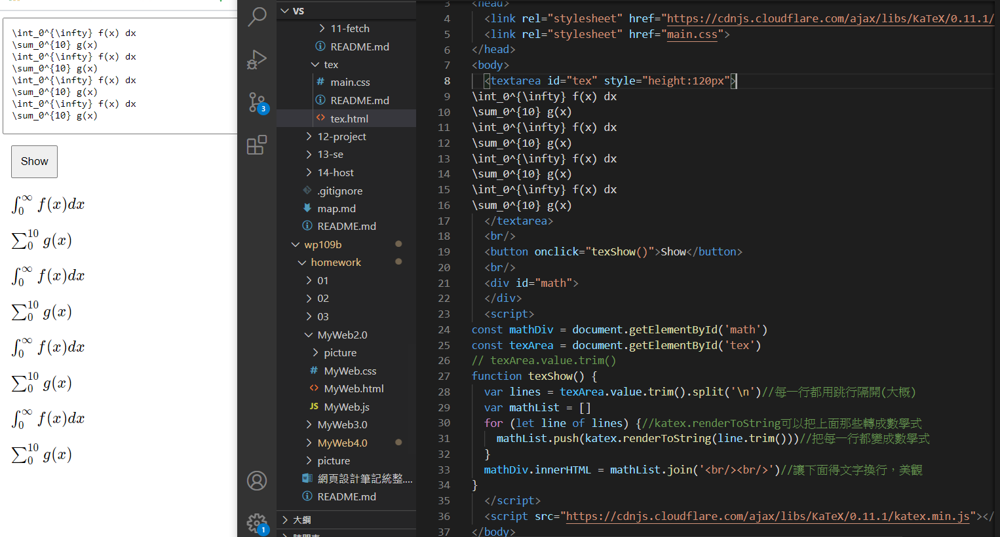 \int_0^{\infty} f(x) dx
\sum_0^{10} g(x)
\int_0^{\infty} f(x) dx
\sum_0^{10} g(x)
\int_0^{\infty} f(x) dx
\sum_0^{10} g(x)
\int_0^{\infty} f(x) dx
\sum_0^{10} g(x)
Show
∫₀^∞ f(x)dx
∑₀^10 g(x)
∫₀^∞ f(x)dx
∑₀^10 g(x)
∫₀^∞ f(x)dx
∑₀^10 g(x)
∫₀^∞ f(x)dx
∑₀^10 g(x)
3
1
VS
11-fetch
README.md
tex
main.css
README.md
tex.html
12-project
13-se
14-host
.gitignore
map.md
README.md
wp109b
homework
01
02
03
MyWeb2.0
picture
MyWeb.css
MyWeb.html
JS MyWeb.js
MyWeb3.0
MyWeb4.0
picture
網頁設計筆記統整....
README.md
大綱
3 <head>
4 <link rel="stylesheet" href="https://cdnjs.cloudflare.com/ajax/libs/KaTeX/0.11.1/
5 <link rel="stylesheet" href="main.css">
6 </head>
7 <body>
8 <textarea id="tex" style="height:120px">
9 \int_0^{\infty} f(x) dx
10 \sum_0^{10} g(x)
11 \int_0^{\infty} f(x) dx
12 \sum_0^{10} g(x)
13 \int_0^{\infty} f(x) dx
14 \sum_0^{10} g(x)
15 \int_0^{\infty} f(x) dx
16 \sum_0^{10} g(x)
17 </textarea>
18 <br/>
19 <button onclick="texShow()">Show</button>
20 <br/>
21 <div id="math">
22 </div>
23 <script>
24 const mathDiv = document.getElementById('math')
25 const texArea = document.getElementById('tex')
26 // texArea.value.trim()
27 function texShow() {
28 var lines = texArea.value.trim().split('\n')//每一行都用跳行隔開(大概)
29 var mathList = []
30 for (let line of lines) {//katex.renderToString可以把上面那些轉成數學式
31 mathList.push(katex.renderToString(line.trim()))//把每一行都變成數學式
32 }
33 mathDiv.innerHTML = mathList.join('<br/><br/>')//讓下面得文字換行，美觀
34 }
35 </script>
36 <script src="https://cdnjs.cloudflare.com/ajax/libs/KaTeX/0.11.1/katex.min.js"></
37 </body>